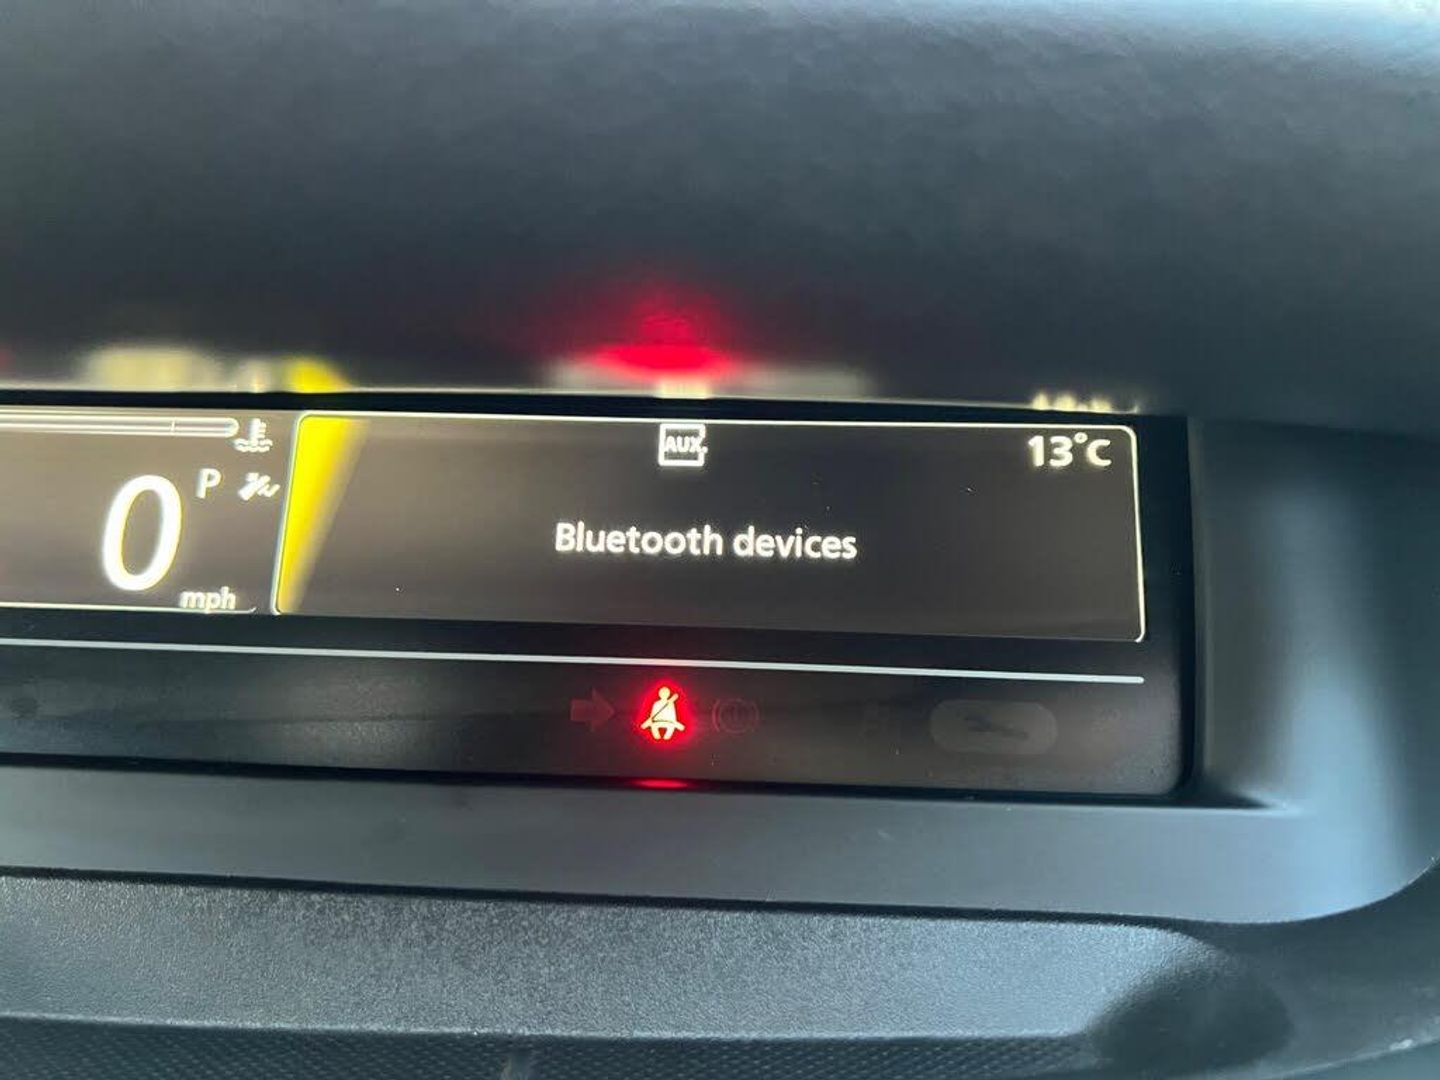 AUX
13°C
0
P
mph
Bluetooth devices